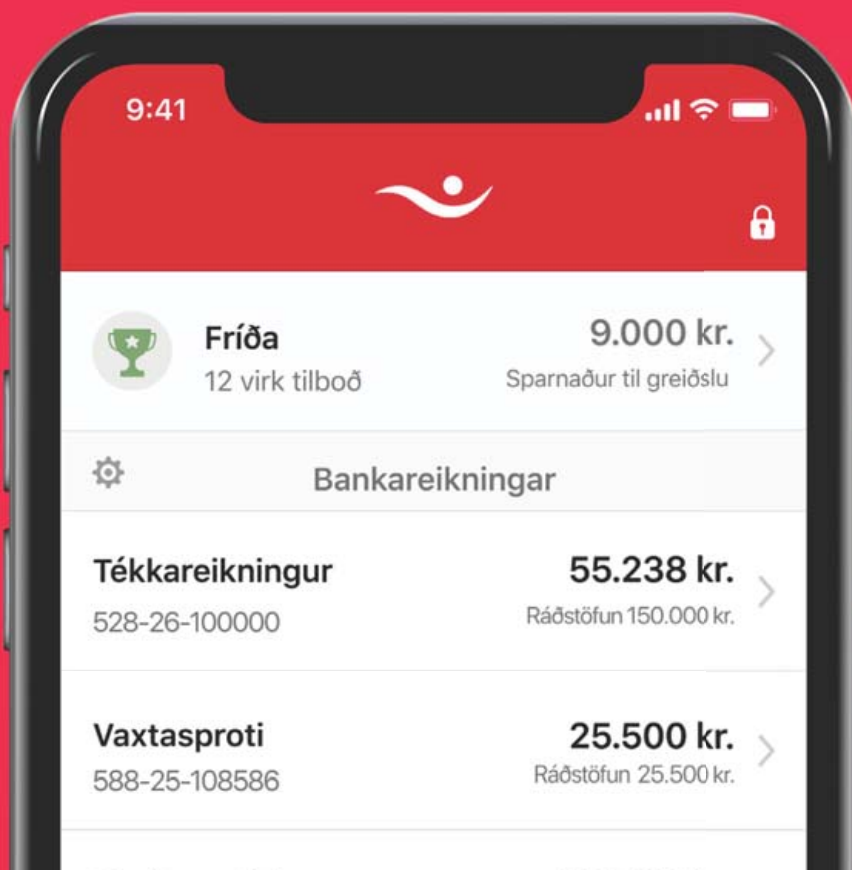 9:41
Fríða
9.000 kr.
12 virk tilboð
Sparnaður til greiðslu
Bankareikningar
Tékkareikningur
55.238 kr.
528-26-100000
Ráðstöfun 150.000 kr.
Vaxtasproti
25.500 kr.
588-25-108586
Ráðstöfun 25.500 kr.